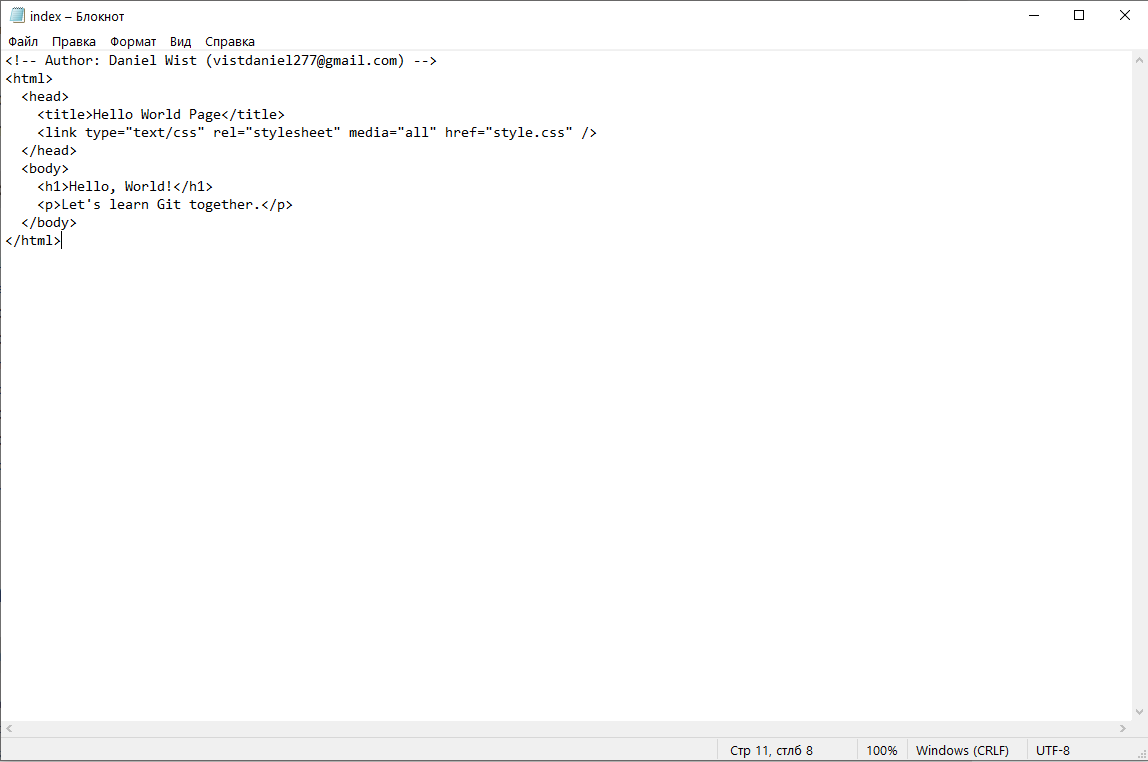 index – Блокнот
Файл Правка Формат Вид Справка
<!-- Author: Daniel Wist (vistdaniel277@gmail.com) -->
<html>
  <head>
    <title>Hello World Page</title>
    <link type="text/css" rel="stylesheet" media="all" href="style.css" />
  </head>
  <body>
    <h1>Hello, World!</h1>
    <p>Let's learn Git together.</p>
  </body>
</html>
Стр 11, стлб 8 100% Windows (CRLF) UTF-8